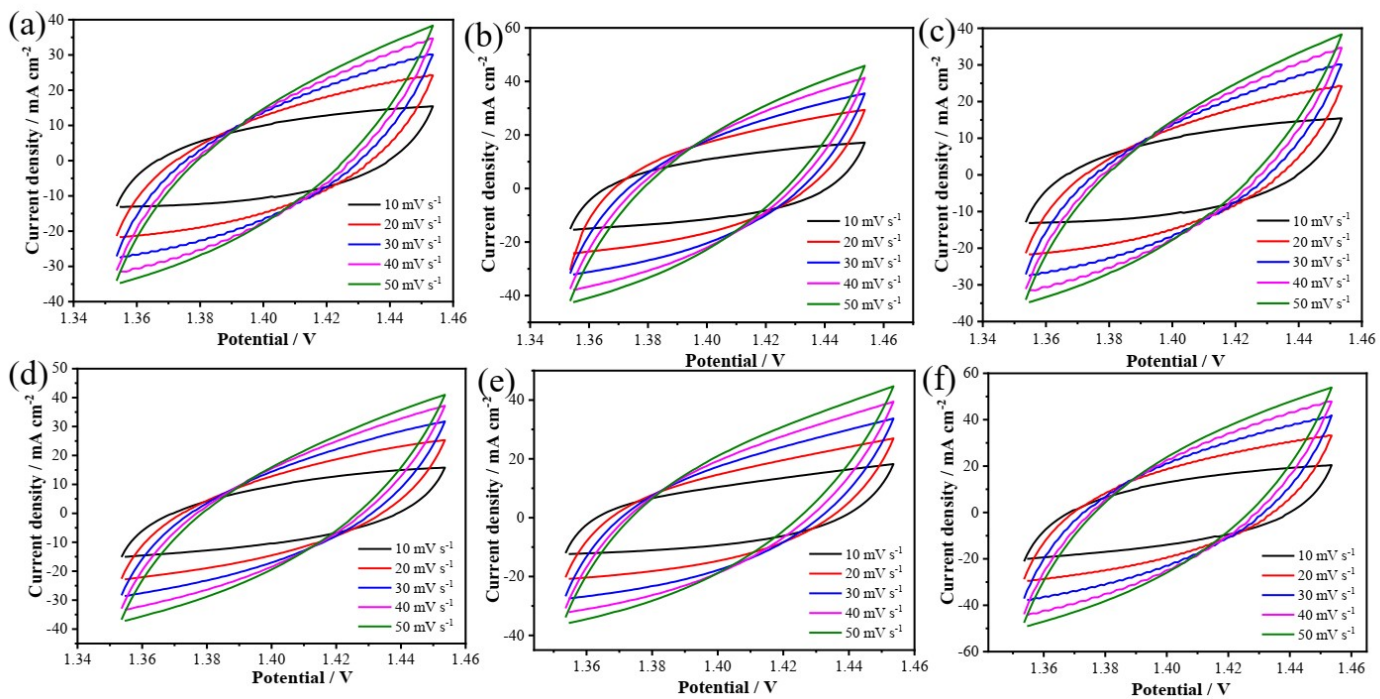 (a)
40
30
20
10
0
-10
-20
-30
-40
Current density / mA cm⁻²
10 mV s⁻¹
20 mV s⁻¹
30 mV s⁻¹
40 mV s⁻¹
50 mV s⁻¹
1.34 1.36 1.38 1.40 1.42 1.44 1.46
Potential / V
(b)
60
40
20
0
-20
-40
Current density / mA cm⁻²
10 mV s⁻¹
20 mV s⁻¹
30 mV s⁻¹
40 mV s⁻¹
50 mV s⁻¹
1.34 1.36 1.38 1.40 1.42 1.44 1.46
Potential / V
(c)
40
30
20
10
0
-10
-20
-30
-40
Current density / mA cm⁻²
10 mV s⁻¹
20 mV s⁻¹
30 mV s⁻¹
40 mV s⁻¹
50 mV s⁻¹
1.34 1.36 1.38 1.40 1.42 1.44 1.46
Potential / V
(d)
50
40
30
20
10
0
-10
-20
-30
-40
Current density / mA cm⁻²
10 mV s⁻¹
20 mV s⁻¹
30 mV s⁻¹
40 mV s⁻¹
50 mV s⁻¹
1.34 1.36 1.38 1.40 1.42 1.44 1.46
Potential / V
(e)
40
20
0
-20
-40
Current density / mA cm⁻²
10 mV s⁻¹
20 mV s⁻¹
30 mV s⁻¹
40 mV s⁻¹
50 mV s⁻¹
1.36 1.38 1.40 1.42 1.44 1.46
Potential / V
(f)
60
40
20
0
-20
-40
-60
Current density / mA cm⁻²
10 mV s⁻¹
20 mV s⁻¹
30 mV s⁻¹
40 mV s⁻¹
50 mV s⁻¹
1.36 1.38 1.40 1.42 1.44 1.46
Potential / V